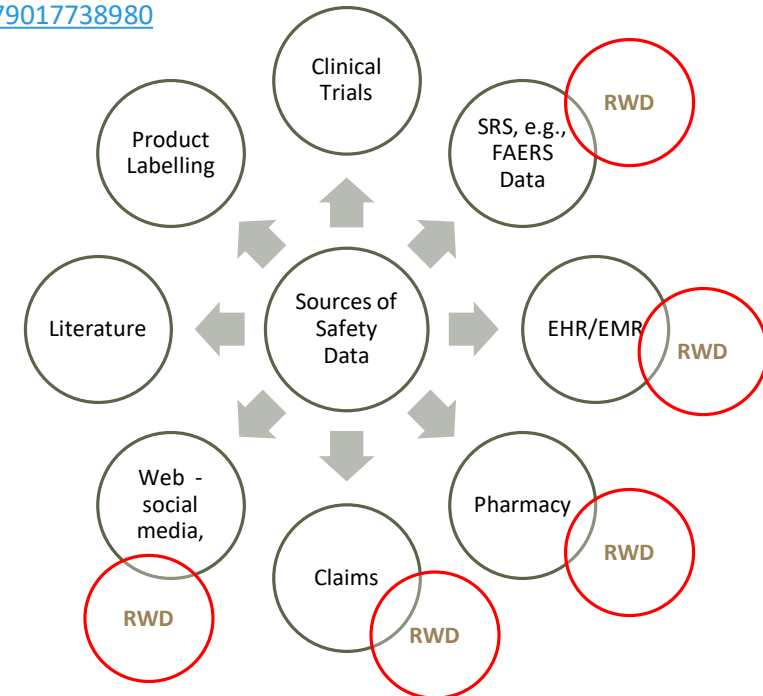 79017738980
Clinical
Trials
RWD
SRS, e.g.,
FAERS
Data
Product
Labelling
Sources of
Safety
Data
Literature
EHR/EMR
RWD
Web -
social
media,
Pharmacy
RWD
Claims
RWD
RWD